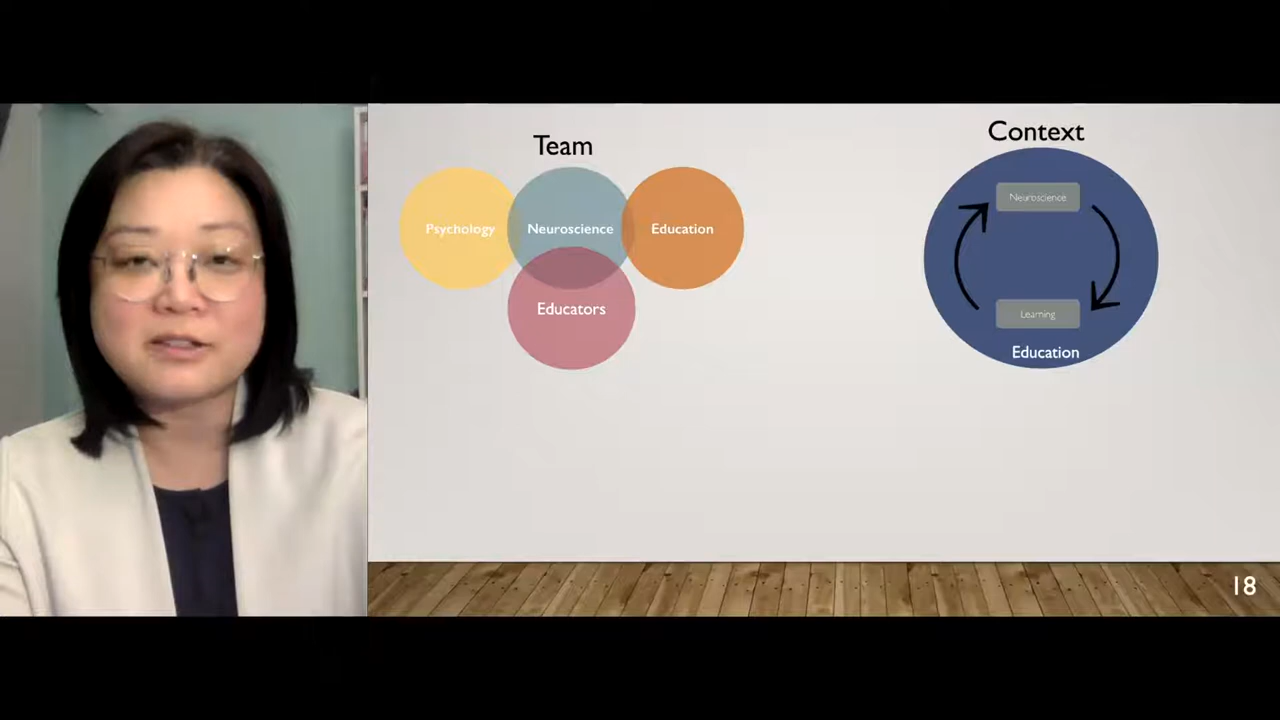 Team
Psychology
Neuroscience
Education
Educators
Context
Neuroscience
Learning
Education
18